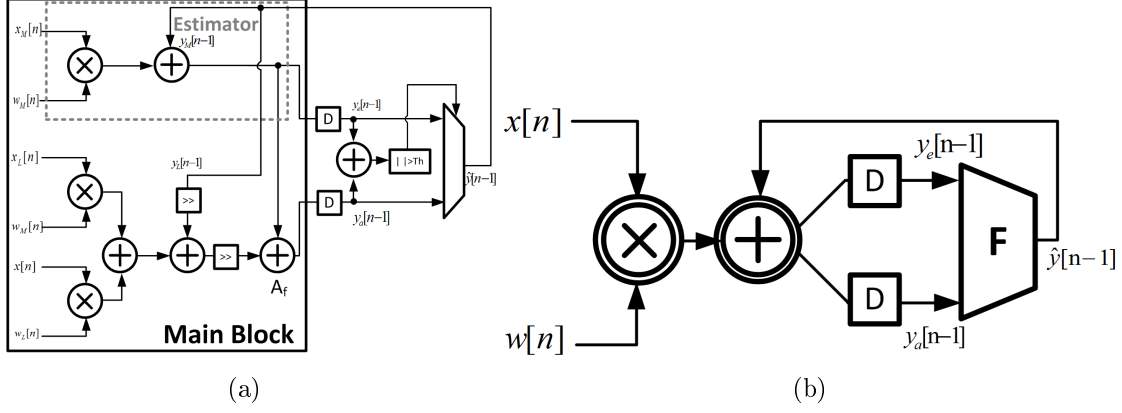 Estimator
x_M[n]
y_M[n−1]
w_M[n]
D
y_e[n−1]
| |>Th
ŷ[n−1]
x_L[n]
y_L[n−1]
>>
D
y_a[n−1]
w_M[n]
x[n]
>>
A_f
w_L[n]
Main Block
(a)
x[n]
w[n]
D
y_e[n−1]
F
ŷ[n−1]
D
y_a[n−1]
(b)